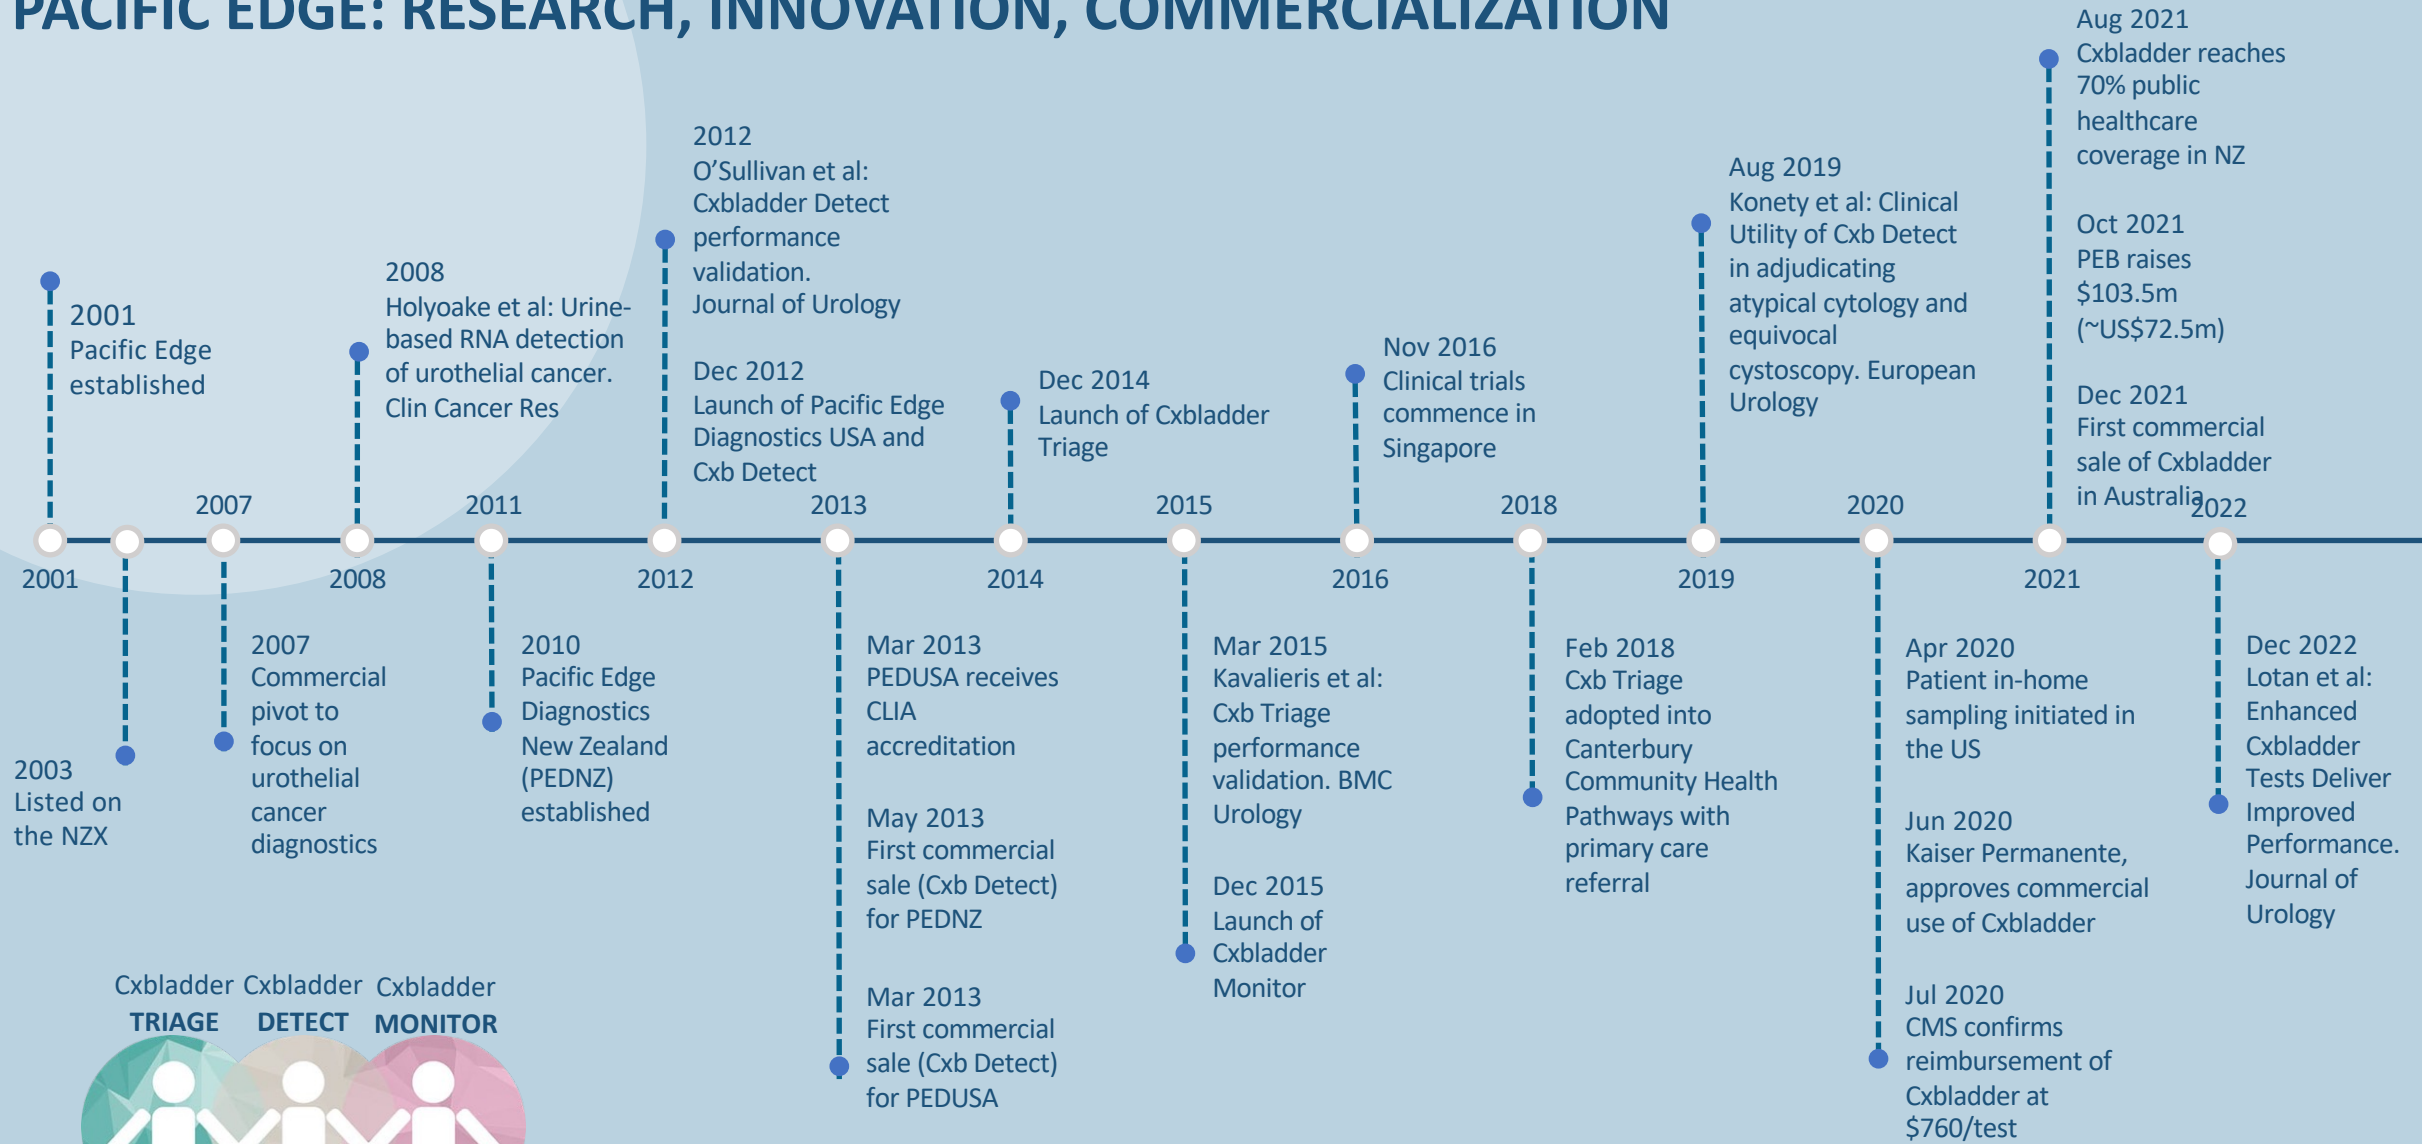 PACIFIC EDGE: RESEARCH, INNOVATION, COMMERCIALIZATION
2001
Pacific Edge
established
2008
Holyoake et al: Urine-
based RNA detection
of urothelial cancer.
Clin Cancer Res
2012
O’Sullivan et al:
Cxbladder Detect
performance
validation.
Journal of Urology
Dec 2012
Launch of Pacific Edge
Diagnostics USA and
Cxb Detect
Dec 2014
Launch of Cxbladder
Triage
Nov 2016
Clinical trials
commence in
Singapore
Aug 2019
Konety et al: Clinical
Utility of Cxb Detect
in adjudicating
atypical cytology and
equivocal
cystoscopy. European
Urology
Aug 2021
Cxbladder reaches
70% public
healthcare
coverage in NZ
Oct 2021
PEB raises
$103.5m
(~US$72.5m)
Dec 2021
First commercial
sale of Cxbladder
in Australia
2007
2011
2013
2015
2018
2020
2022
2001
2008
2012
2014
2016
2019
2021
2003
Listed on
the NZX
2007
Commercial
pivot to
focus on
urothelial
cancer
diagnostics
2010
Pacific Edge
Diagnostics
New Zealand
(PEDNZ)
established
Mar 2013
PEDUSA receives
CLIA
accreditation
May 2013
First commercial
sale (Cxb Detect)
for PEDNZ
Mar 2013
First commercial
sale (Cxb Detect)
for PEDUSA
Mar 2015
Kavalieris et al:
Cxb Triage
performance
validation. BMC
Urology
Dec 2015
Launch of
Cxbladder
Monitor
Feb 2018
Cxb Triage
adopted into
Canterbury
Community Health
Pathways with
primary care
referral
Apr 2020
Patient in-home
sampling initiated in
the US
Jun 2020
Kaiser Permanente,
approves commercial
use of Cxbladder
Jul 2020
CMS confirms
reimbursement of
Cxbladder at
$760/test
Dec 2022
Lotan et al:
Enhanced
Cxbladder
Tests Deliver
Improved
Performance.
Journal of
Urology
Cxbladder
TRIAGE
Cxbladder
DETECT
Cxbladder
MONITOR